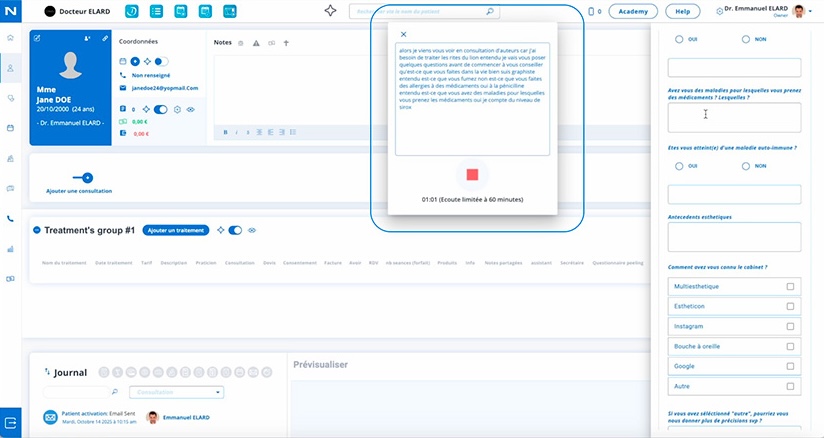 Docteur ELARD
Rechercher ici le nom du patient
0
Academy
Help
Dr. Emmanuel ELARD
Owner
Mme
Jane DOE
20/10/2000 (24 ans)
- Dr. Emmanuel ELARD -
Coordonnées
Non renseigné
janedoe24@yopmail.Com
0
0,00 €
0,00 €
Notes
B I S
alors je viens vous voir en consultation d'auteurs car j'ai
besoin de traiter les rites du lion entendu je vais vous poser
quelques questions avant de commencer à vous conseiller
qu'est-ce que vous faites dans la vie bien suis graphiste
entendu est-ce que vous fumez non est-ce que vous faites
des allergies à des médicaments oui à la pénicilline
entendu est-ce que vous avez des maladies pour lesquelles
vous prenez les médicaments oui je compte du niveau de
sirox
01:01 (Ecoute limitée à 60 minutes)
Ajouter une consultation
Treatment's group #1
Ajouter un traitement
Nom du traitement
Date traitement
Tarif
Description
Praticien
Consultation
Devis
Consentement
Facture
Avoir
RDV
nb seances (forfait)
Produits
Info
Notes partagées
assistant
Secrétaire
Questionnaire peeling
Journal
Consultation
Patient activation: Email Sent
Mardi, Octobre 14 2025 à 10:15 am
Emmanuel ELARD
Prévisualiser
OUI
NON
Avez vous des maladies pour lesquelles vous prenez
des médicaments ? Lesquelles ?
Etes vous atteint(e) d'une maladie auto-immune ?
OUI
NON
Antecedents esthetiques
Comment avez vous connu le cabinet ?
Multiesthetique
Estheticon
Instagram
Bouche à oreille
Google
Autre
Si vous avez séléctionné "autre", pourriez vous
nous donner plus de précisions svp ?